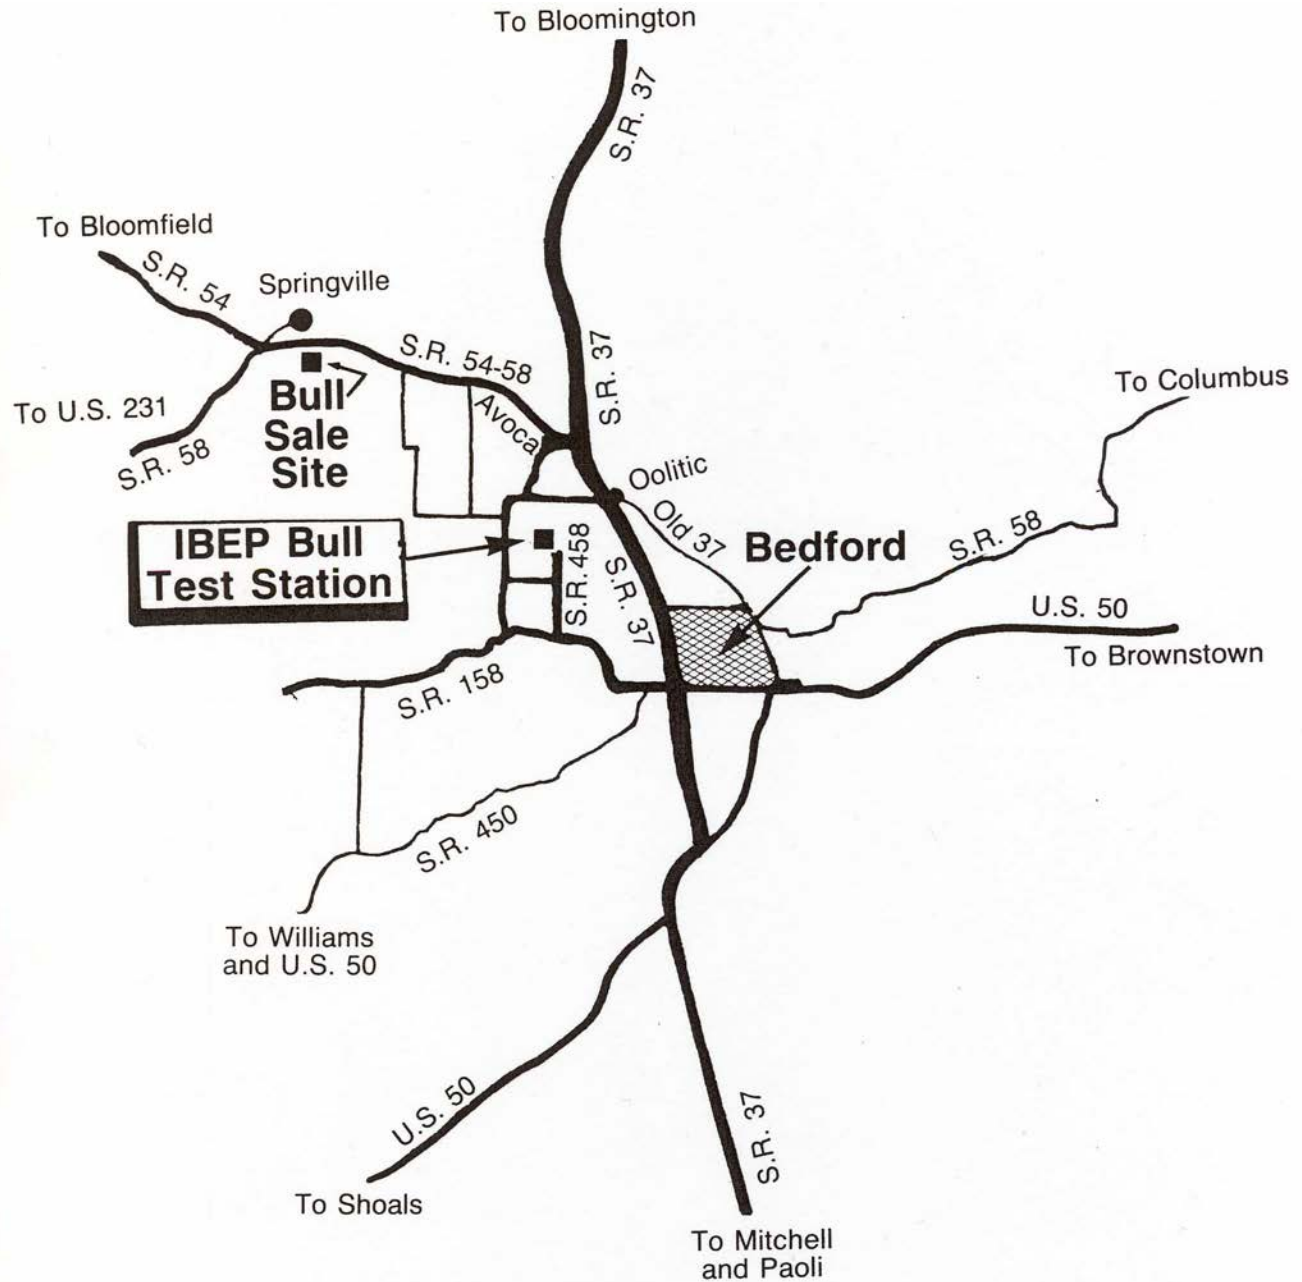 To Bloomington
S.R. 37
To Bloomfield
S.R. 54
Springville
S.R. 54-58
S.R. 37
To Columbus
To U.S. 231
S.R. 58
Bull
Sale
Site
Avoca
Oolitic
Old 37
IBEP Bull
Test Station
S.R. 458
S.R. 37
Bedford
S.R. 58
U.S. 50
To Brownstown
S.R. 158
S.R. 450
To Williams
and U.S. 50
U.S. 50
To Shoals
S.R. 37
To Mitchell
and Paoli